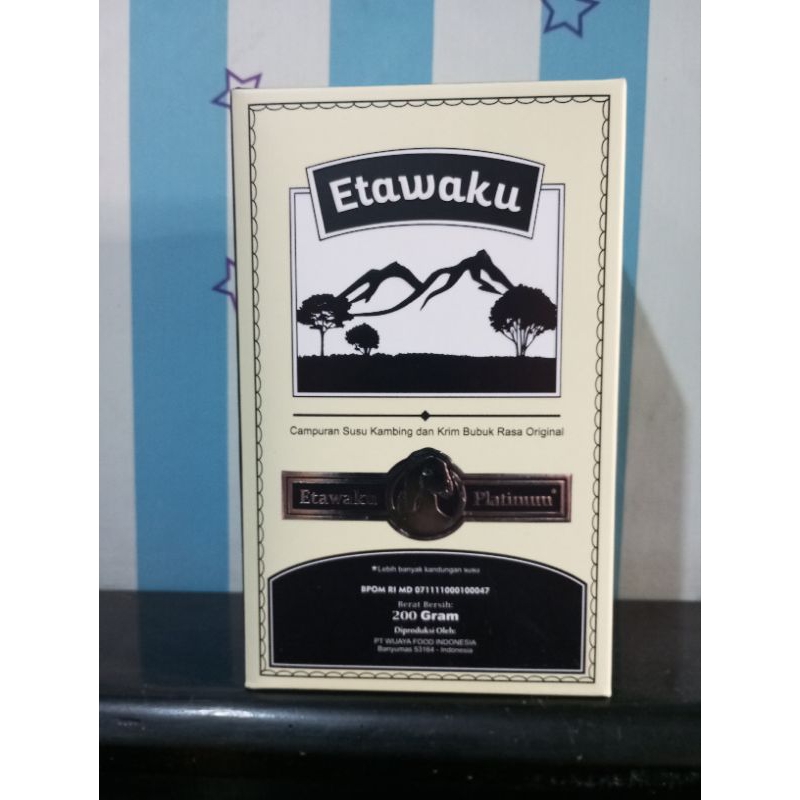 Etawaku
Campuran Susu Kambing dan Krim Bubuk Rasa Original
Etawaku Platinum*
*Lebih banyak kandungan susu
BPOM RI MD 071111000100047
Berat Bersih:
200 Gram
Diproduksi Oleh:
PT WIJAYA FOOD INDONESIA
Banyumas 53164 - Indonesia